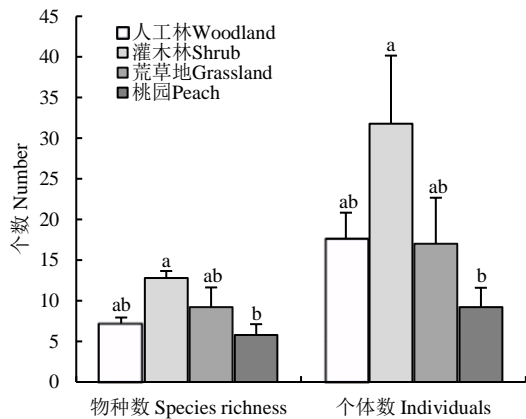 45
40
35
30
25
20
15
10
5
0
个数 Number
人工林Woodland
灌木林Shrub
荒草地Grassland
桃园Peach
ab
a
ab
b
ab
a
ab
b
物种数 Species richness
个体数 Individuals